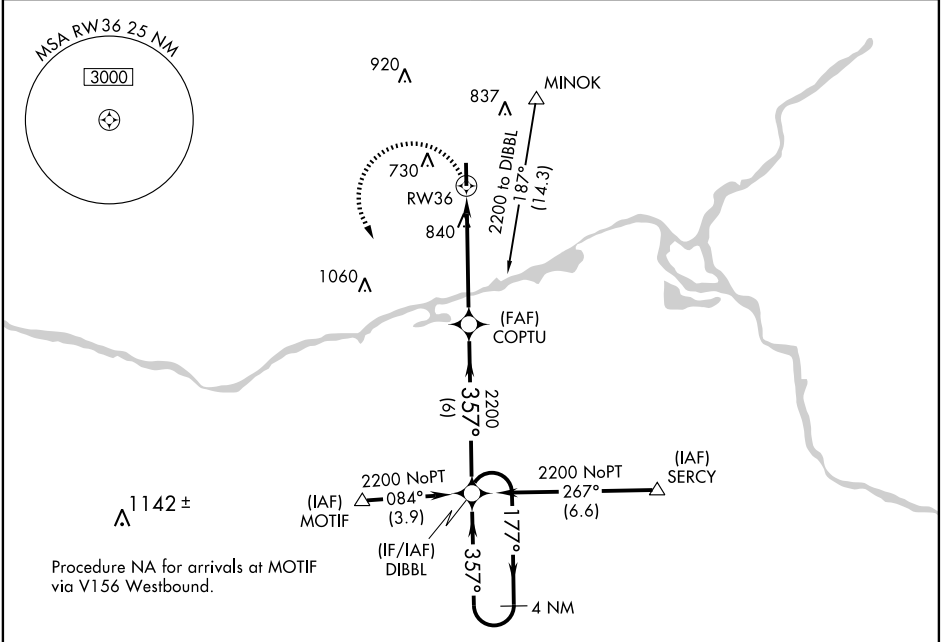 MSA RW36 25 NM
3000
920
837
MINOK
730
RW36
2200 to DIBBL
187°
(14.3)
840
1060
(FAF)
COPTU
2200
357°
(6)
(IAF)
MOTIF
2200 NoPT
084°
(3.9)
2200 NoPT
267°
(6.6)
(IAF)
SERCY
1142 ±
(IF/IAF)
DIBBL
357°
177°
4 NM
Procedure NA for arrivals at MOTIF
via V156 Westbound.